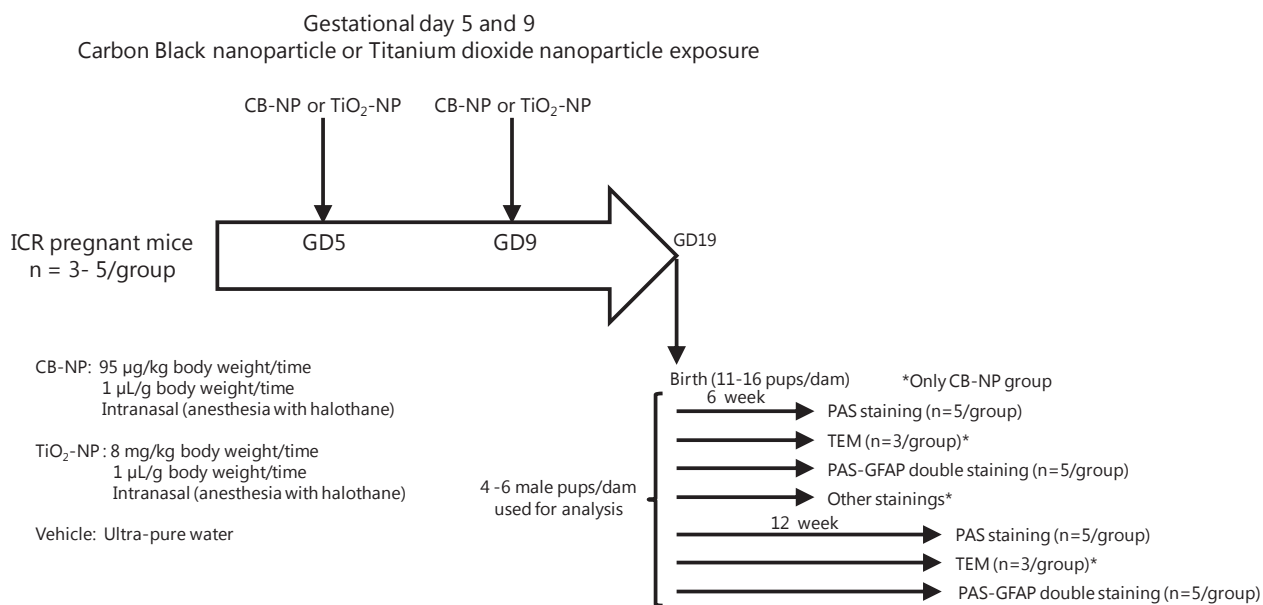 Gestational day 5 and 9
Carbon Black nanoparticle or Titanium dioxide nanoparticle exposure
CB-NP or TiO₂-NP
CB-NP or TiO₂-NP
ICR pregnant mice
n = 3- 5/group
GD5
GD9
GD19
CB-NP: 95 µg/kg body weight/time
1 µL/g body weight/time
Intranasal (anesthesia with halothane)
TiO₂-NP : 8 mg/kg body weight/time
1 µL/g body weight/time
Intranasal (anesthesia with halothane)
Vehicle: Ultra-pure water
Birth (11-16 pups/dam)
*Only CB-NP group
4 -6 male pups/dam
used for analysis
6 week
PAS staining (n=5/group)
TEM (n=3/group)*
PAS-GFAP double staining (n=5/group)
Other stainings*
12 week
PAS staining (n=5/group)
TEM (n=3/group)*
PAS-GFAP double staining (n=5/group)